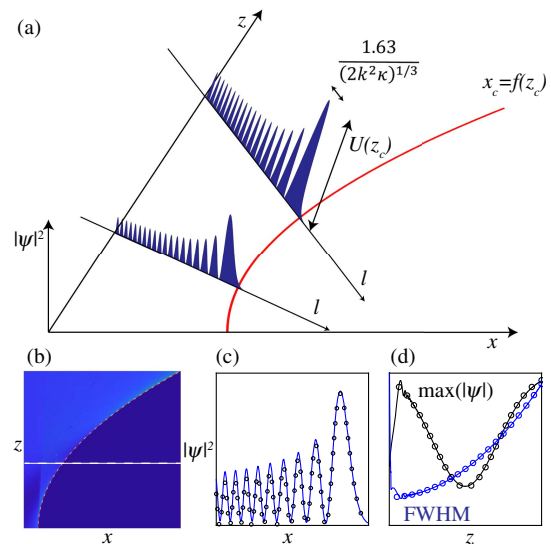 (a)
z
1.63
(2k²κ)^{1/3}
x_c=f(z_c)
U(z_c)
|ψ|²
l
l
x
(b)
(c)
(d)
max(|ψ|)
z
|ψ|²
FWHM
x
x
z